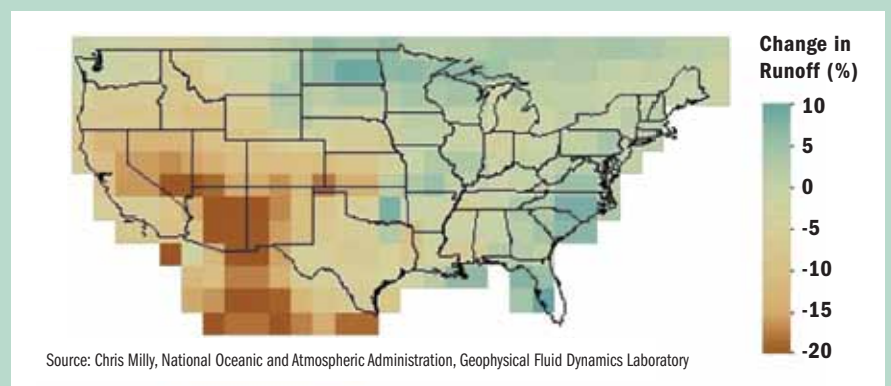 Change in
Runoff (%)
10
5
0
-5
-10
-15
-20
Source: Chris Milly, National Oceanic and Atmospheric Administration, Geophysical Fluid Dynamics Laboratory